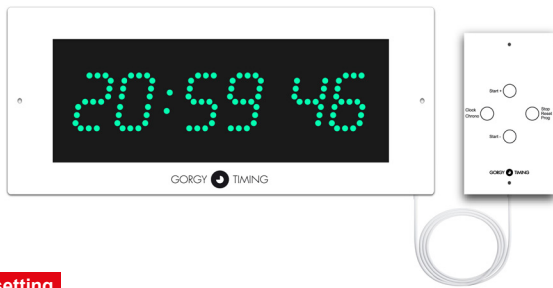 20:59 46
GORGY TIMING
Start +
Clock
Chrono
Stop
Reset
Prog
Start -
GORGY TIMING
setting